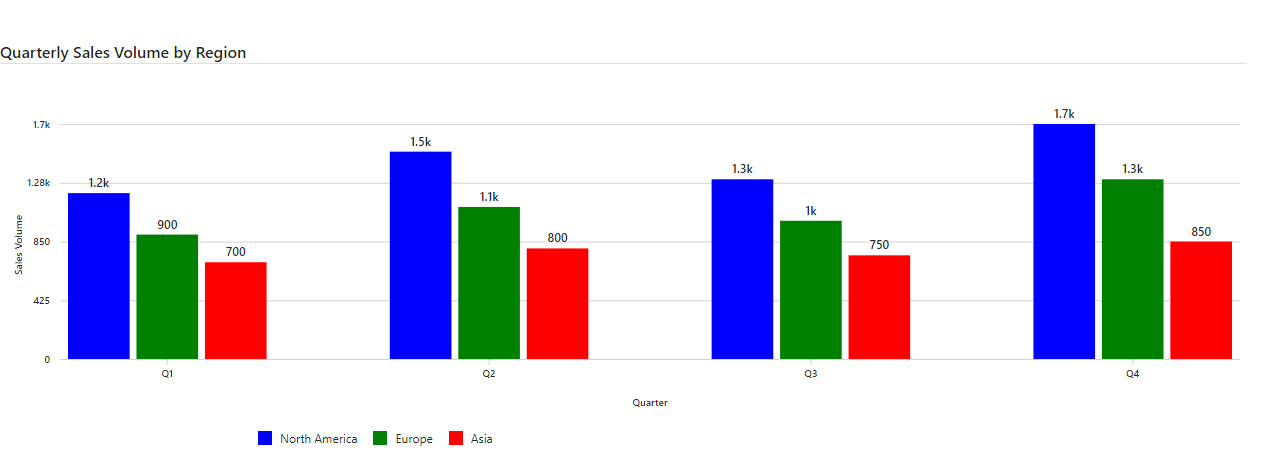 Quarterly Sales Volume by Region
1.7k
1.28k
850
425
0
Sales Volume
1.2k
900
700
1.5k
1.1k
800
1.3k
1k
750
1.7k
1.3k
850
Q1
Q2
Q3
Q4
Quarter
North America
Europe
Asia